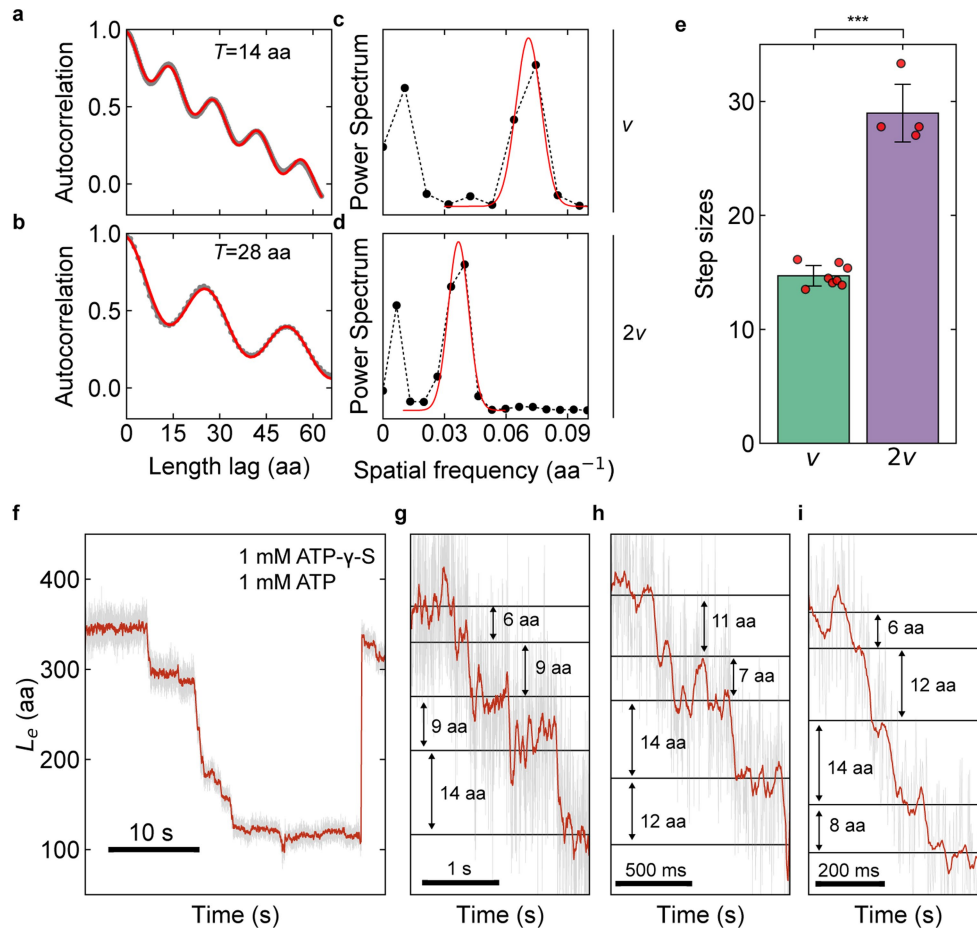 a
Autocorrelation
1.0
0.5
0.0
T=14 aa
c
Power Spectrum
v
b
Autocorrelation
1.0
0.5
0.0
T=28 aa
0 15 30 45 60
Length lag (aa)
d
Power Spectrum
2v
0 0.03 0.06 0.09
Spatial frequency (aa⁻¹)
e
***
Step sizes
30
20
10
0
v 2v
f
1 mM ATP-γ-S
1 mM ATP
Lₑ (aa)
400
300
200
100
10 s
Time (s)
g
6 aa
9 aa
9 aa
14 aa
1 s
Time (s)
h
11 aa
7 aa
14 aa
12 aa
500 ms
Time (s)
i
6 aa
12 aa
14 aa
8 aa
200 ms
Time (s)